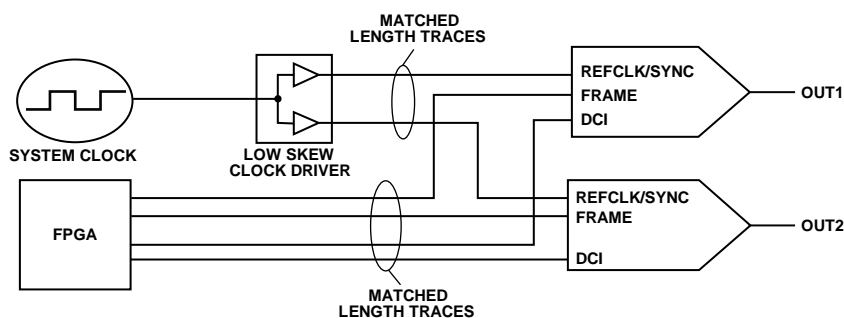 MATCHED
LENGTH TRACES
SYSTEM CLOCK
LOW SKEW
CLOCK DRIVER
REFCLK/SYNC
FRAME
DCI
OUT1
FPGA
REFCLK/SYNC
FRAME
DCI
OUT2
MATCHED
LENGTH TRACES